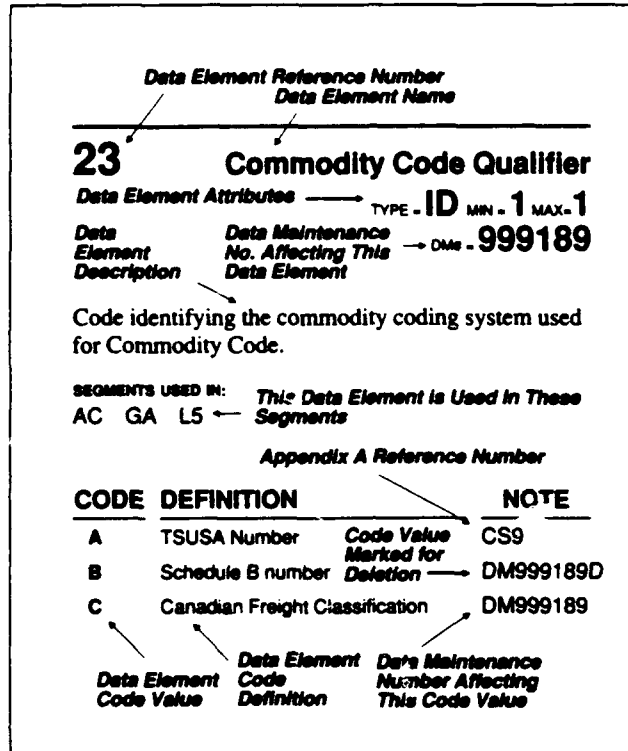 Data Element Reference Number
Data Element Name
23 Commodity Code Qualifier
Data Element Attributes TYPE - ID MIN - 1 MAX - 1
Data Element Description
Data Maintenance No. Affecting This Data Element
DM# - 999189
Code identifying the commodity coding system used
for Commodity Code.
SEGMENTS USED IN:
AC GA L5
This Data Element is Used In These
Segments
Appendix A Reference Number
CODE DEFINITION NOTE
A TSUSA Number CS9
Code Value Marked for Deletion
B Schedule B number DM999189D
C Canadian Freight Classification DM999189
Data Element
Code Value
Data Element
Code
Definition
Data Maintenance
Number Affecting
This Code Value